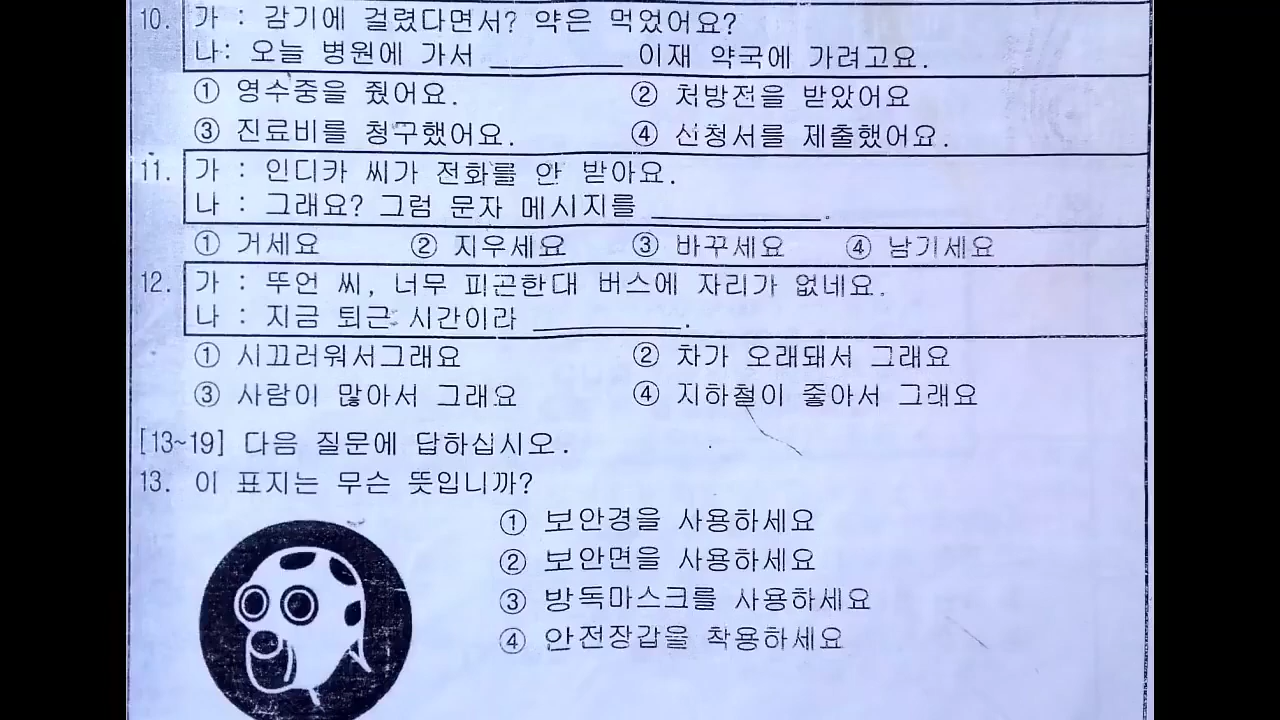 10. 가 : 감기에 걸렸다면서? 약은 먹었어요?
나: 오늘 병원에 가서 __________ 이재 약국에 가려고요.
① 영수중을 줬어요. ② 처방전을 받았어요
③ 진료비를 청구했어요. ④ 신청서를 제출했어요.
11. 가 : 인디카 씨가 전화를 안 받아요.
나 : 그래요? 그럼 문자 메시지를 ____________.
① 거세요 ② 지우세요 ③ 바꾸세요 ④ 남기세요
12. 가 : 뚜언 씨, 너무 피곤한대 버스에 자리가 없네요.
나 : 지금 퇴근 시간이라 ___________.
① 시끄러워서그래요 ② 차가 오래돼서 그래요
③ 사람이 많아서 그래요 ④ 지하철이 좋아서 그래요
[13~19] 다음 질문에 답하십시오.
13. 이 표지는 무슨 뜻입니까?
① 보안경을 사용하세요
② 보안면을 사용하세요
③ 방독마스크를 사용하세요
④ 안전장갑을 착용하세요